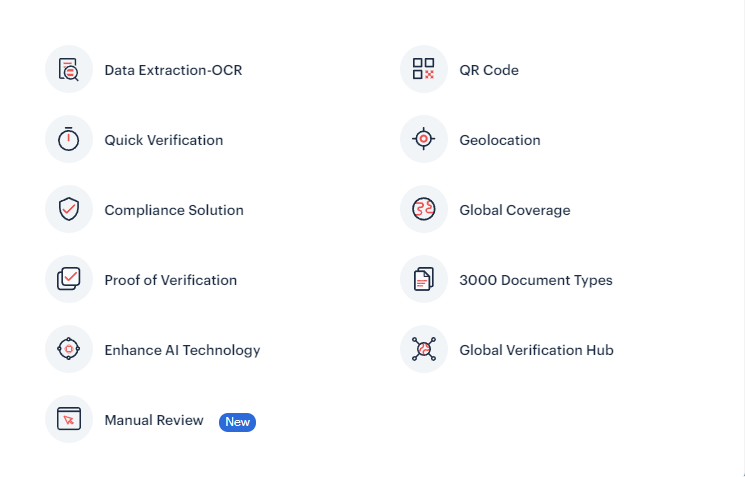 Data Extraction-OCR
QR Code
Quick Verification
Geolocation
Compliance Solution
Global Coverage
Proof of Verification
3000 Document Types
Enhance AI Technology
Global Verification Hub
Manual Review New